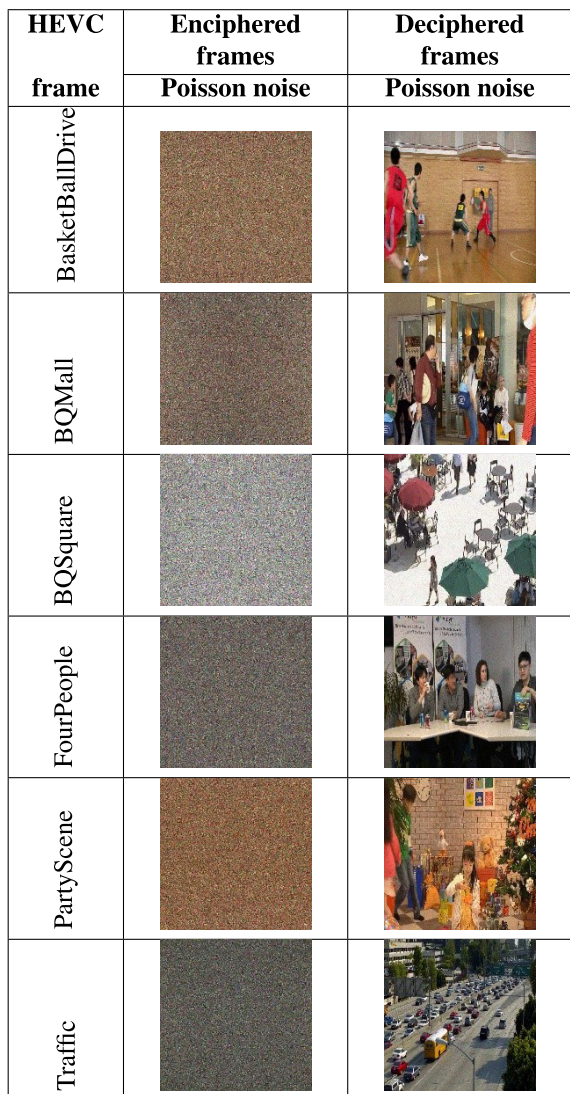 HEVC
frame
Enciphered
frames
Deciphered
frames
Poisson noise
Poisson noise
BasketBallDrive
BQMall
BQSquare
FourPeople
PartyScene
Traffic